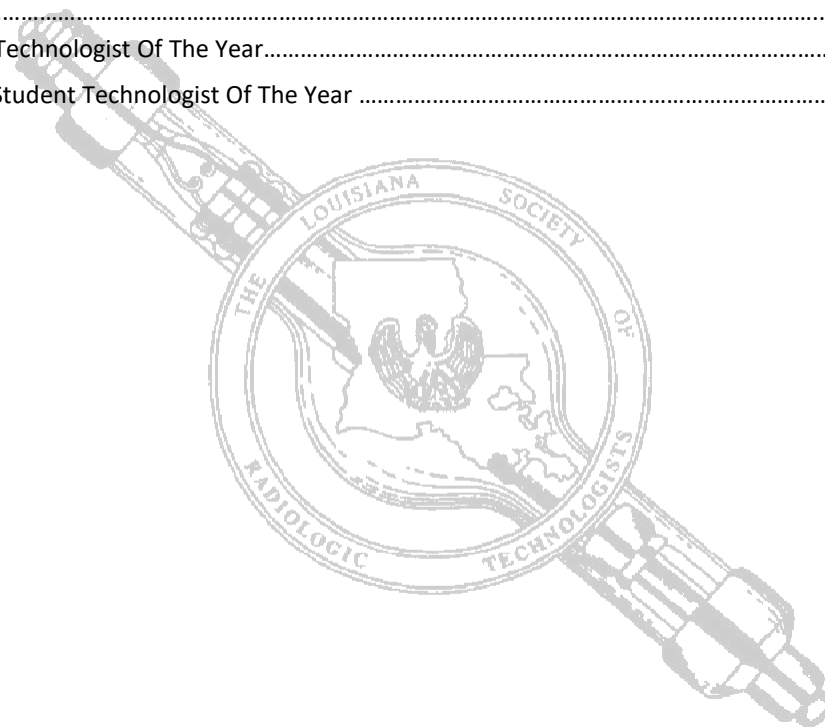 …………………………………………………………………………………………………………
Technologist Of The Year……………………………………………………………………
Student Technologist Of The Year ………………………………………………………
THE LOUISIANA SOCIETY OF
RADIOLOGIC TECHNOLOGISTS